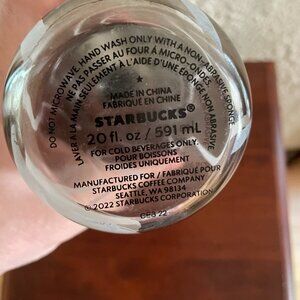 DO NOT MICROWAVE. HAND WASH ONLY WITH A NON-ABRASIVE SPONGE
NE PAS PASSER AU FOUR À MICRO-ONDES
LAVER À LA MAIN SEULEMENT À L'AIDE D'UNE ÉPONGE NON ABRASIVE
MADE IN CHINA
FABRIQUÉ EN CHINE
STARBUCKS®
20 fl. oz / 591 mL
FOR COLD BEVERAGES ONLY.
POUR BOISSONS
FROIDES UNIQUEMENT
MANUFACTURED FOR / FABRIQUÉ POUR
STARBUCKS COFFEE COMPANY
SEATTLE, WA 98134
© 2022 STARBUCKS CORPORATION
22